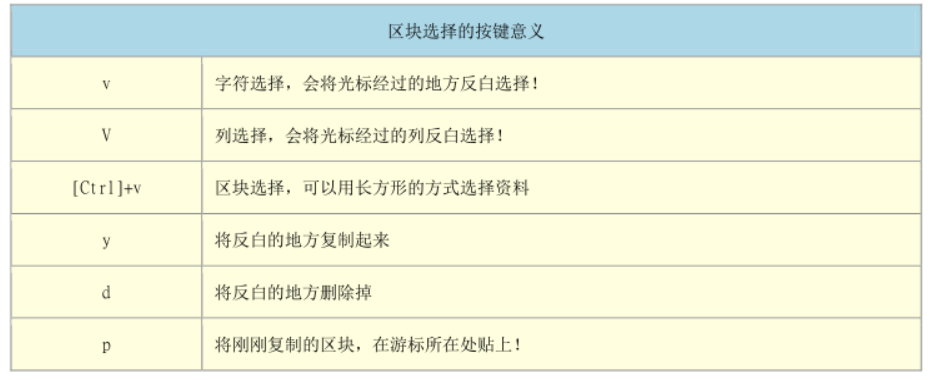 区块选择的按键意义
v 字符选择，会将光标经过的地方反白选择！
V 列选择，会将光标经过的列反白选择！
[Ctrl]+v 区块选择，可以用长方形的方式选择资料
y 将反白的地方复制起来
d 将反白的地方删除掉
p 将刚刚复制的区块，在游标所在处贴上！